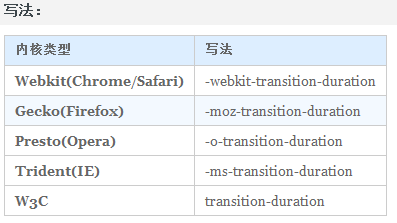 写法：
内核类型 写法
Webkit(Chrome/Safari) -webkit-transition-duration
Gecko(Firefox) -moz-transition-duration
Presto(Opera) -o-transition-duration
Trident(IE) -ms-transition-duration
W3C transition-duration